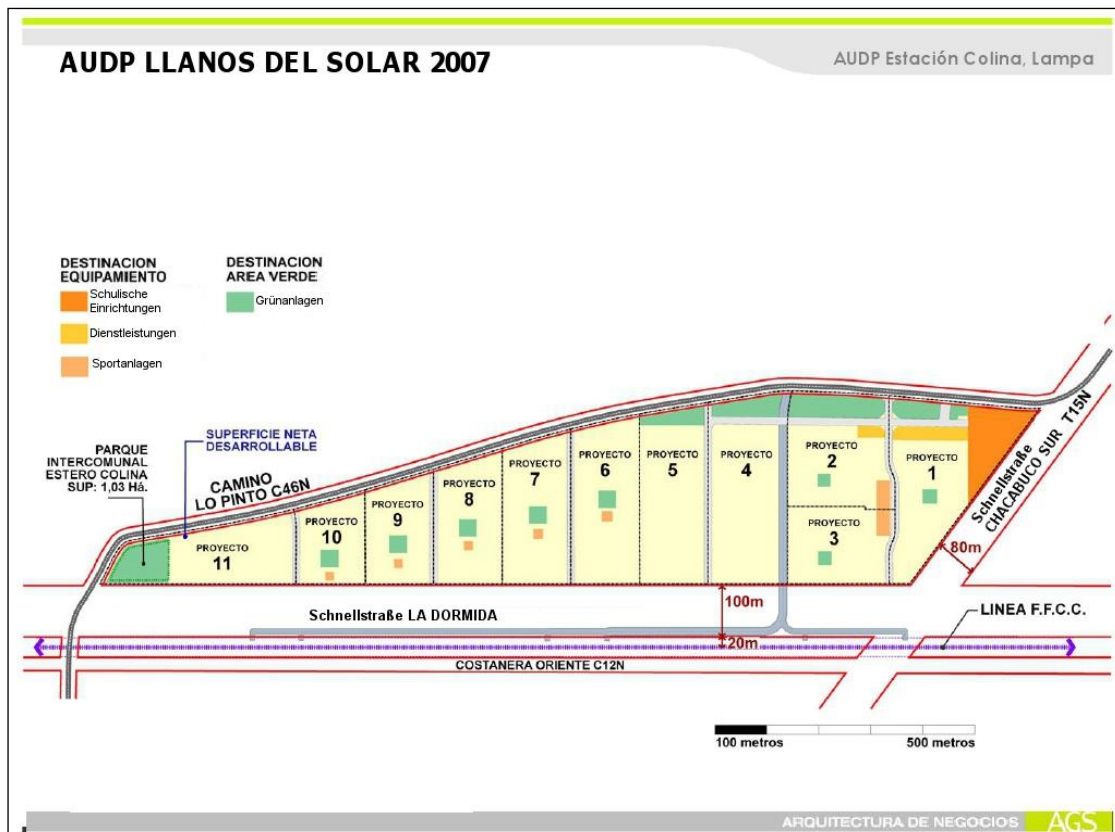 AUDP LLANOS DEL SOLAR 2007
AUDP Estación Colina, Lampa
DESTINACION
EQUIPAMIENTO
Schulische
Einrichtungen
Dienstleistungen
Sportanlagen
DESTINACION
AREA VERDE
Grünanlagen
PARQUE
INTERCOMUNAL
ESTERO COLINA
SUP: 1,03 Há.
SUPERFICIE NETA
DESARROLLABLE
CAMINO
LO PINTO C46N
PROYECTO
11
PROYECTO
10
PROYECTO
9
PROYECTO
8
PROYECTO
7
PROYECTO
6
PROYECTO
5
PROYECTO
4
PROYECTO
2
PROYECTO
3
PROYECTO
1
Schnellstraße
CHACABUCO SUR T15N
80m
100m
20m
Schnellstraße LA DORMIDA
LINEA F.F.C.C.
COSTANERA ORIENTE C12N
100 metros
500 metros
ARQUITECTURA DE NEGOCIOS AGS